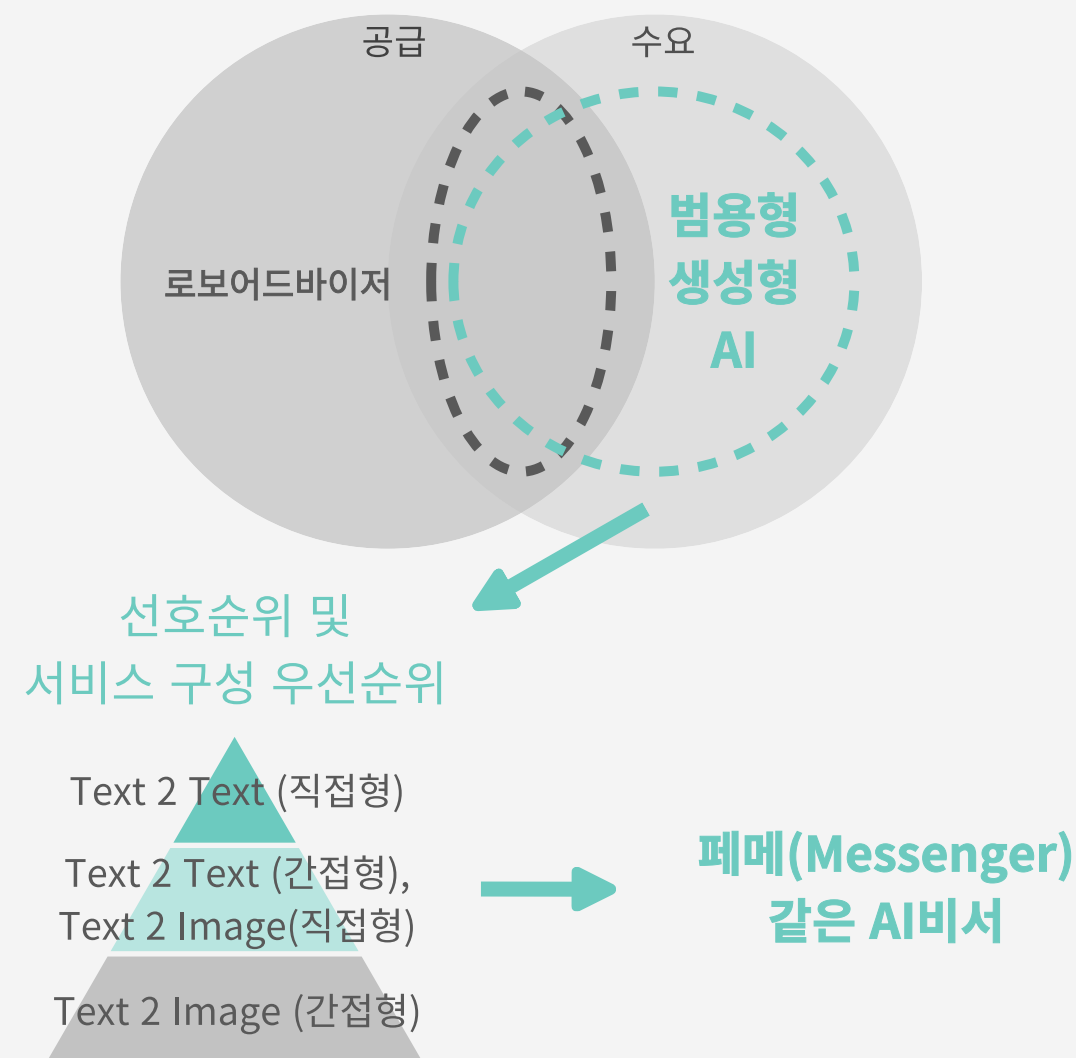 공급
수요
로보어드바이저
범용형
생성형
AI
선호순위 및
서비스 구성 우선순위
Text 2 Text (직접형)
Text 2 Text (간접형),
Text 2 Image(직접형)
Text 2 Image (간접형)
페메(Messenger)
같은 AI비서